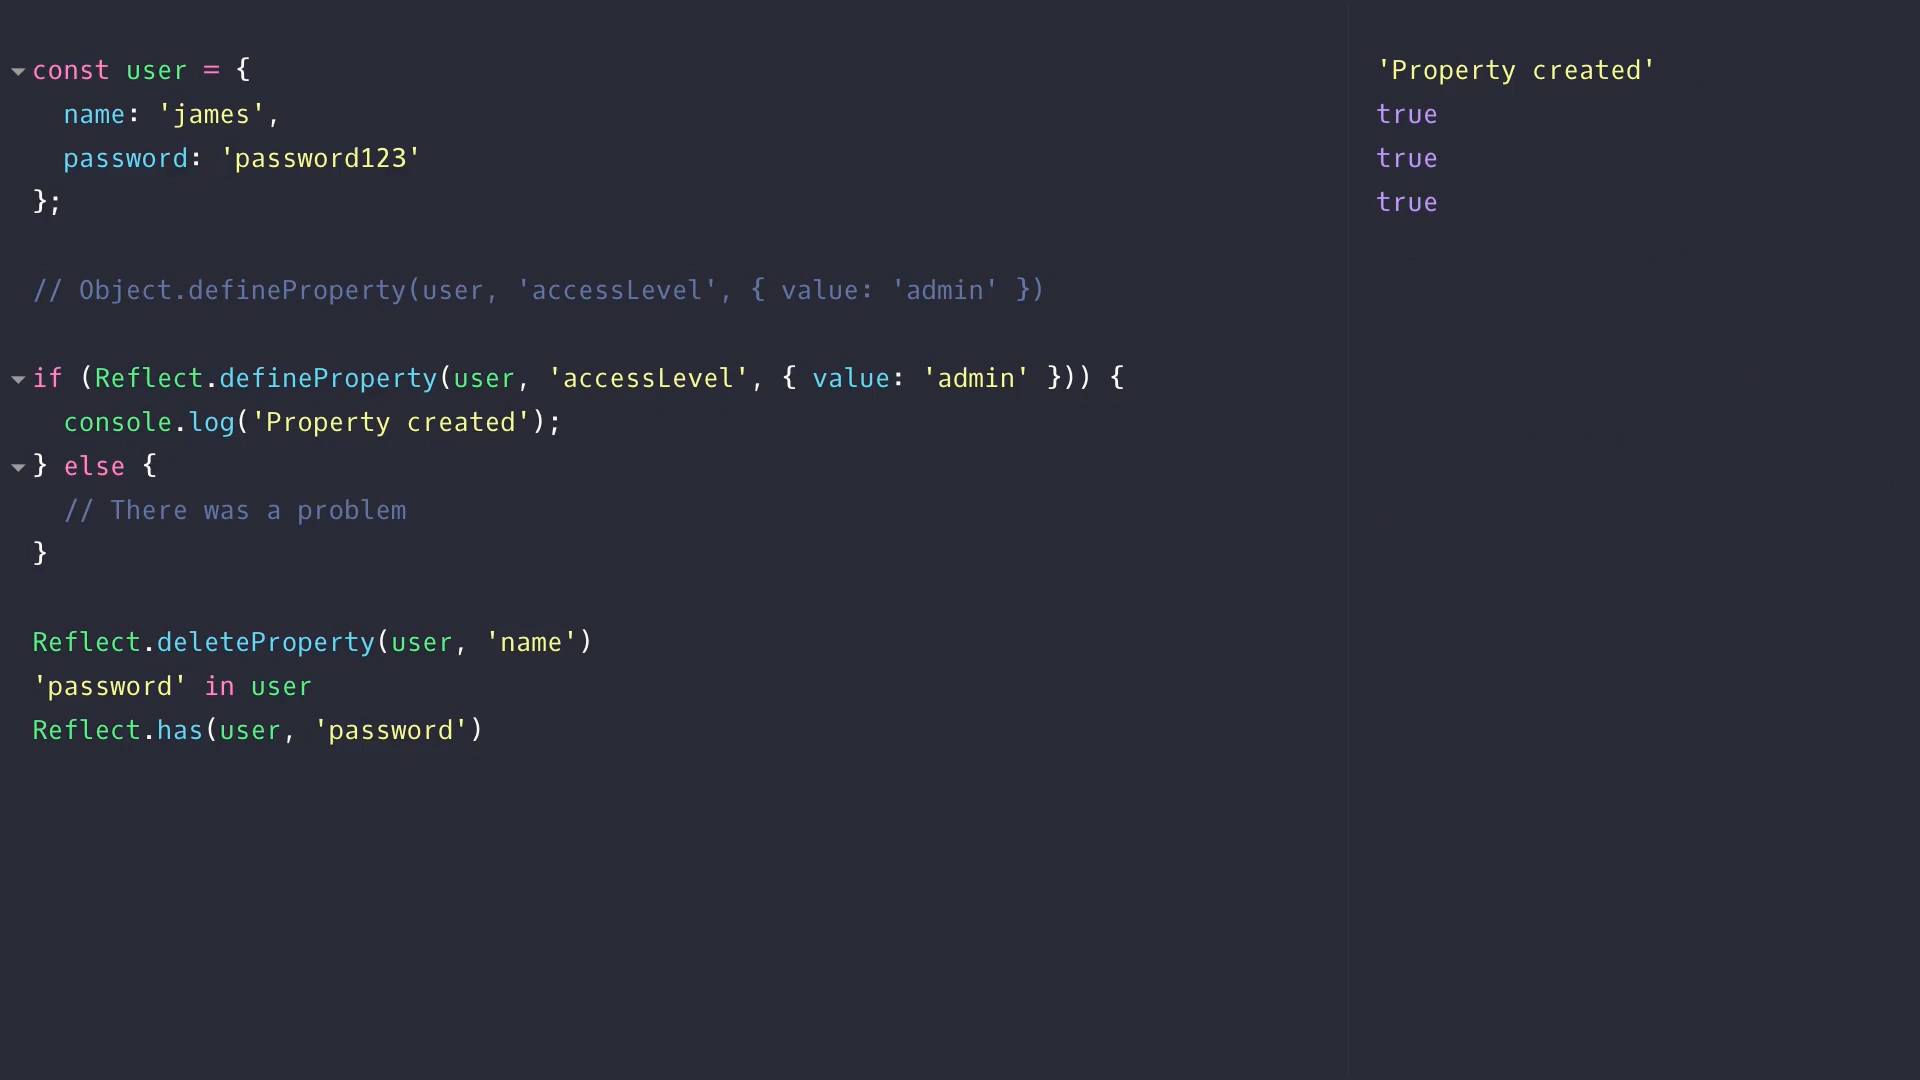 const user = {
  name: 'james',
  password: 'password123'
};
// Object.defineProperty(user, 'accessLevel', { value: 'admin' })
if (Reflect.defineProperty(user, 'accessLevel', { value: 'admin' })) {
  console.log('Property created');
} else {
  // There was a problem
}
Reflect.deleteProperty(user, 'name')
'password' in user
Reflect.has(user, 'password')
'Property created'
true
true
true